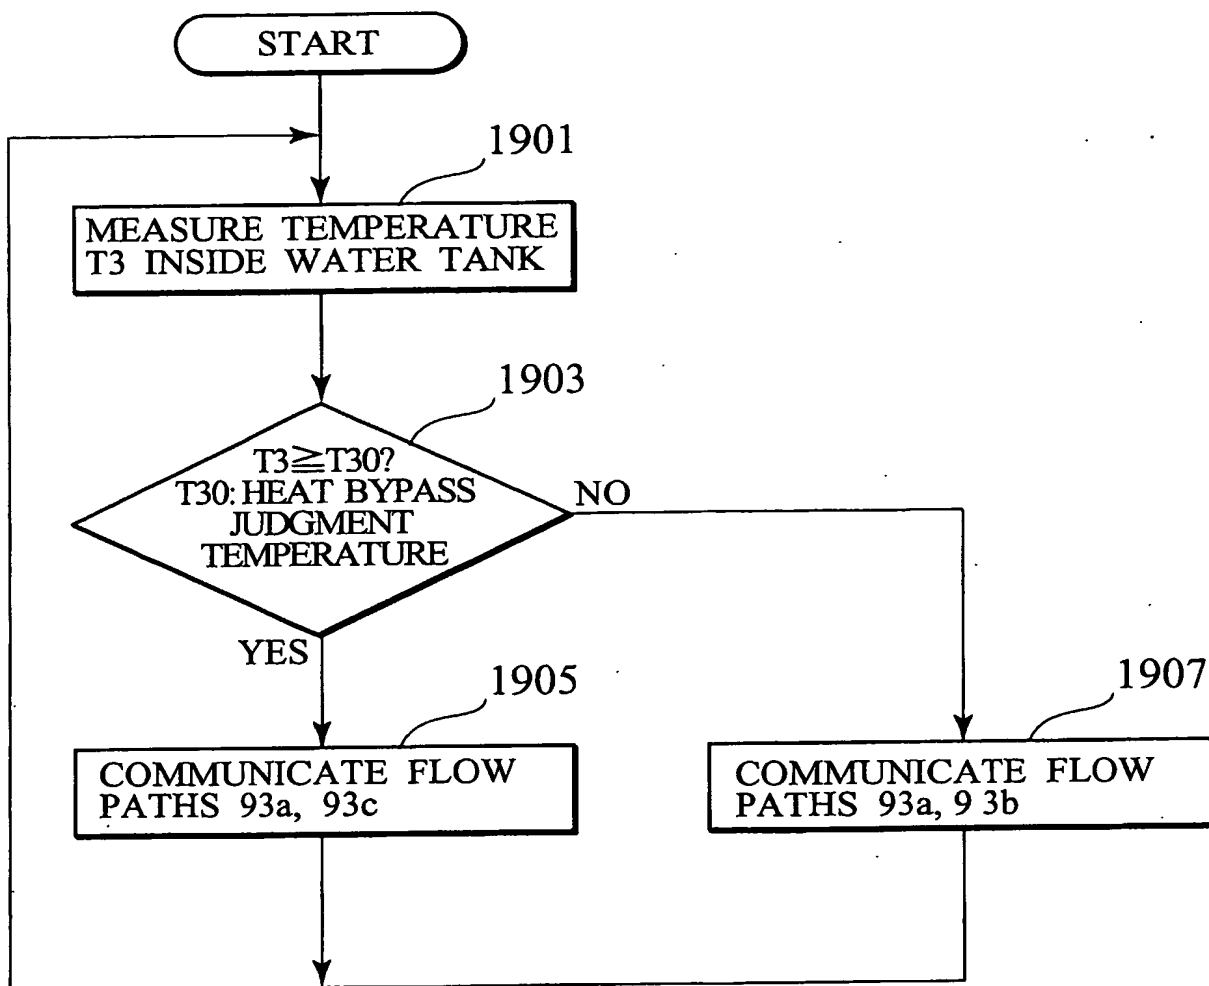 START
1901
MEASURE TEMPERATURE
T3 INSIDE WATER TANK
1903
T3≧T30?
T30: HEAT BYPASS
JUDGMENT
TEMPERATURE
NO
YES
1905
COMMUNICATE FLOW
PATHS 93a, 93c
1907
COMMUNICATE FLOW
PATHS 93a, 9 3b